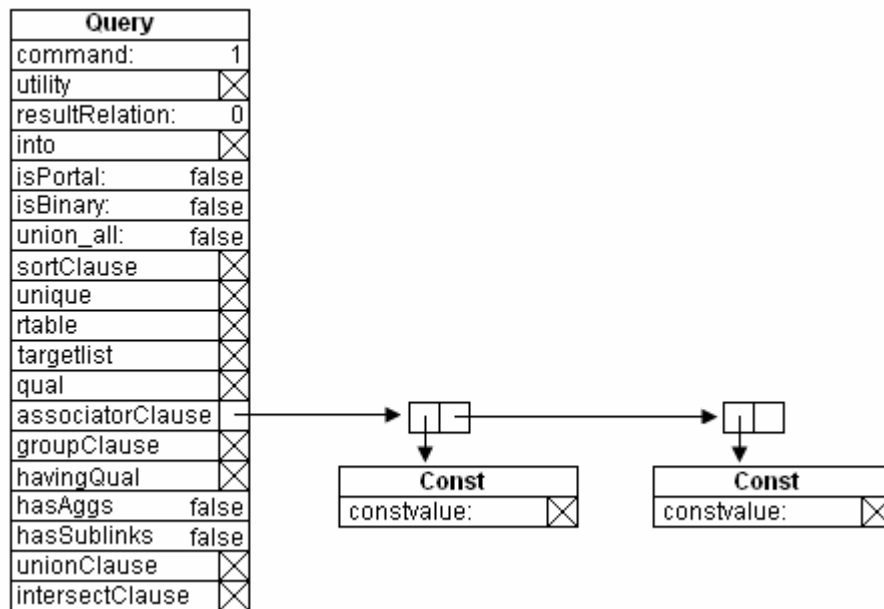 Query
command: 1
utility
resultRelation: 0
into
isPortal: false
isBinary: false
union_all: false
sortClause
unique
rtable
targetlist
qual
associatorClause
groupClause
havingQual
hasAggs false
hasSublinks false
unionClause
intersectClause
Const
constvalue:
Const
constvalue: